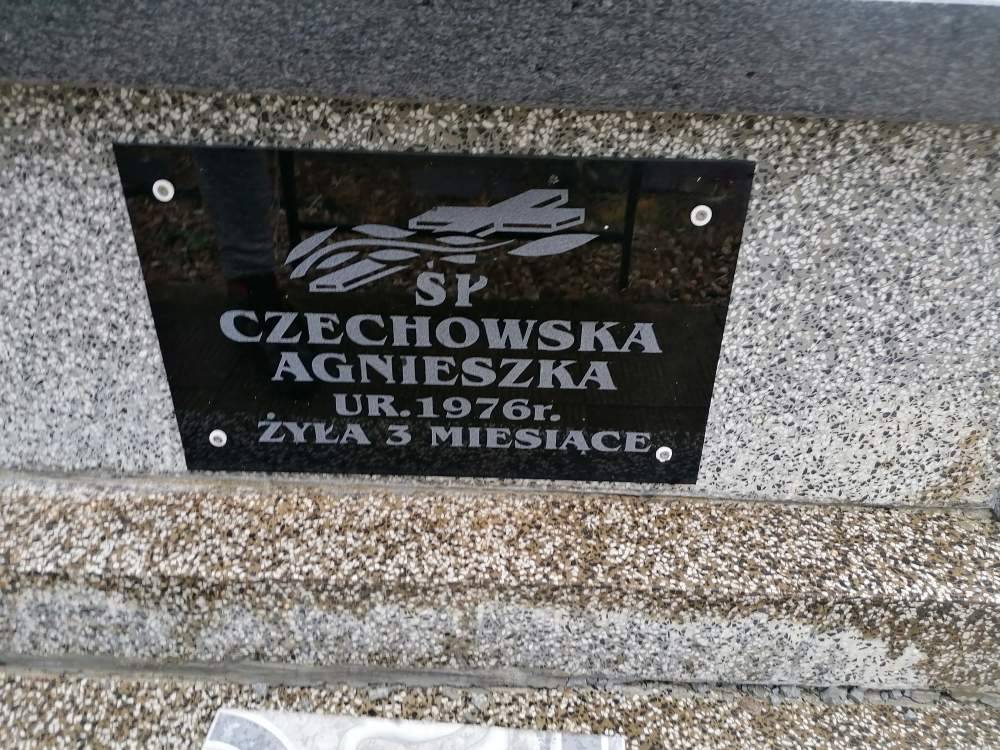 ŚP
CZECHOWSKA
AGNIESZKA
UR. 1976r.
ŻYŁA 3 MIESIĄCE